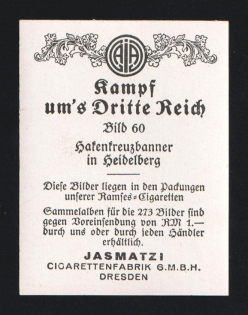 Kampf
um's Dritte Reich
Bild 60
Hakenkreuzbanner
in Heidelberg
Diese Bilder liegen in den Packungen
unserer Ramses=Cigaretten
Sammelalben für die 273 Bilder sind
gegen Voreinsendung von RM 1.—
durch uns oder durch jeden Händler
erhältlich.
JASMATZI
CIGARETTENFABRIK G.M.B.H.
DRESDEN